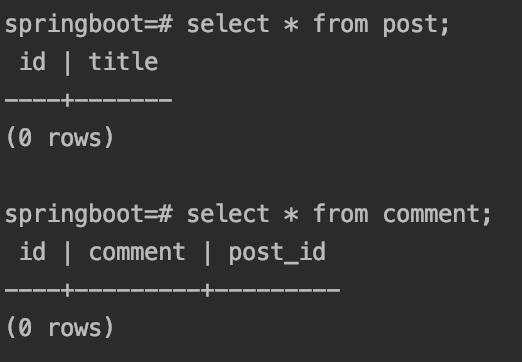 springboot=# select * from post;
 id | title
----+-------
(0 rows)

springboot=# select * from comment;
 id | comment | post_id
----+---------+---------
(0 rows)